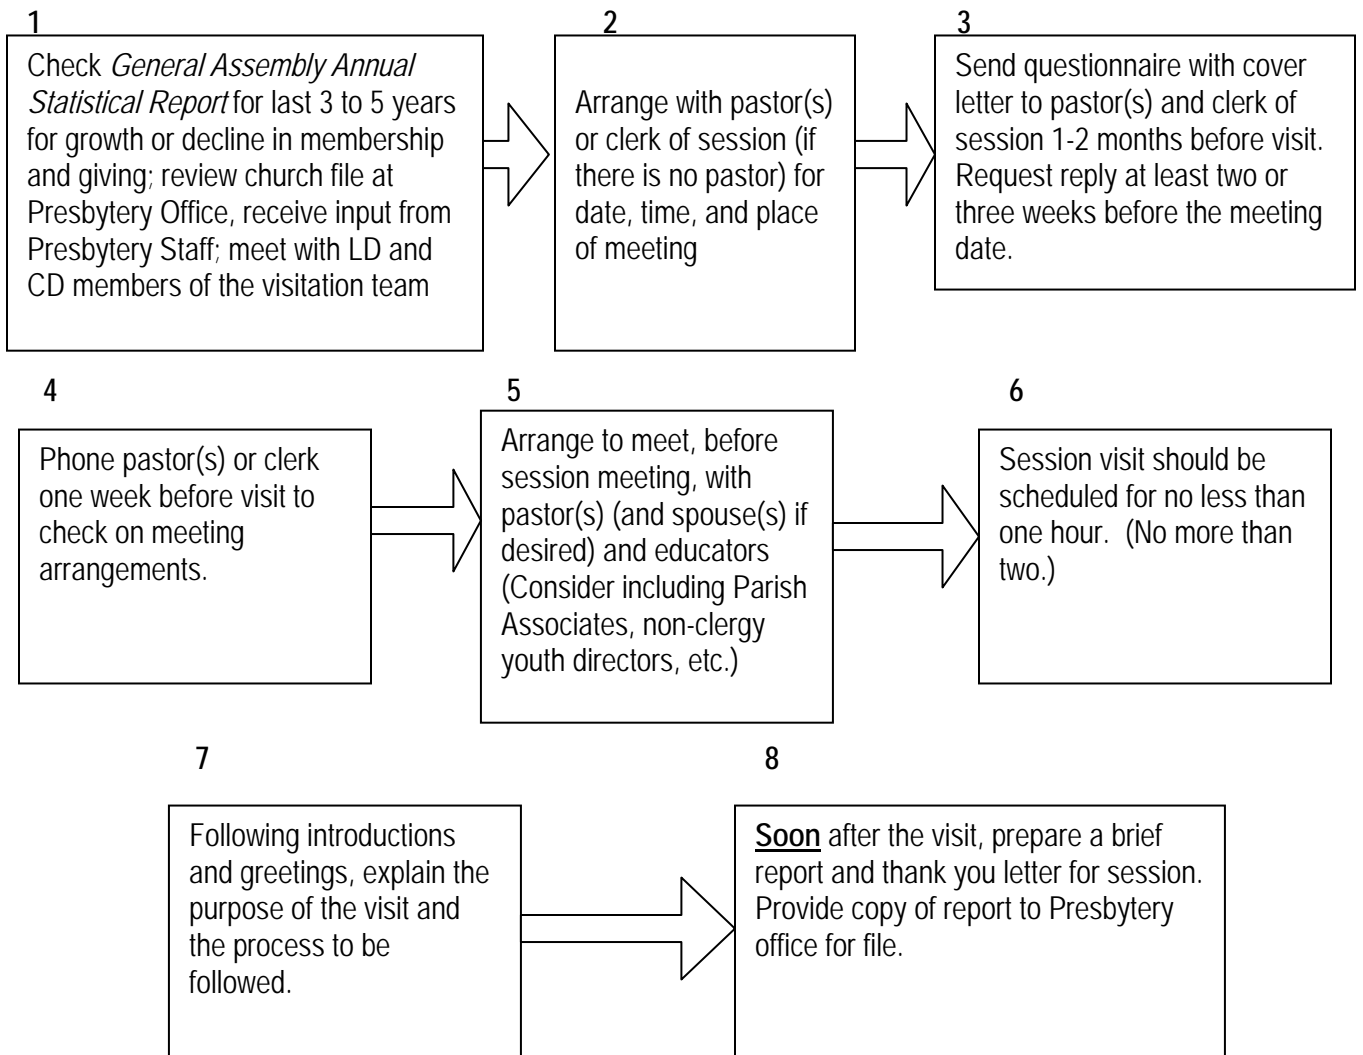 1
Check General Assembly Annual
Statistical Report for last 3 to 5 years
for growth or decline in membership
and giving; review church file at
Presbytery Office, receive input from
Presbytery Staff; meet with LD and
CD members of the visitation team
2
Arrange with pastor(s)
or clerk of session (if
there is no pastor) for
date, time, and place
of meeting
3
Send questionnaire with cover
letter to pastor(s) and clerk of
session 1-2 months before visit.
Request reply at least two or
three weeks before the meeting
date.
4
Phone pastor(s) or clerk
one week before visit to
check on meeting
arrangements.
5
Arrange to meet, before
session meeting, with
pastor(s) (and spouse(s) if
desired) and educators
(Consider including Parish
Associates, non-clergy
youth directors, etc.)
6
Session visit should be
scheduled for no less than
one hour.  (No more than
two.)
7
Following introductions
and greetings, explain the
purpose of the visit and
the process to be
followed.
8
Soon after the visit, prepare a brief
report and thank you letter for session.
Provide copy of report to Presbytery
office for file.